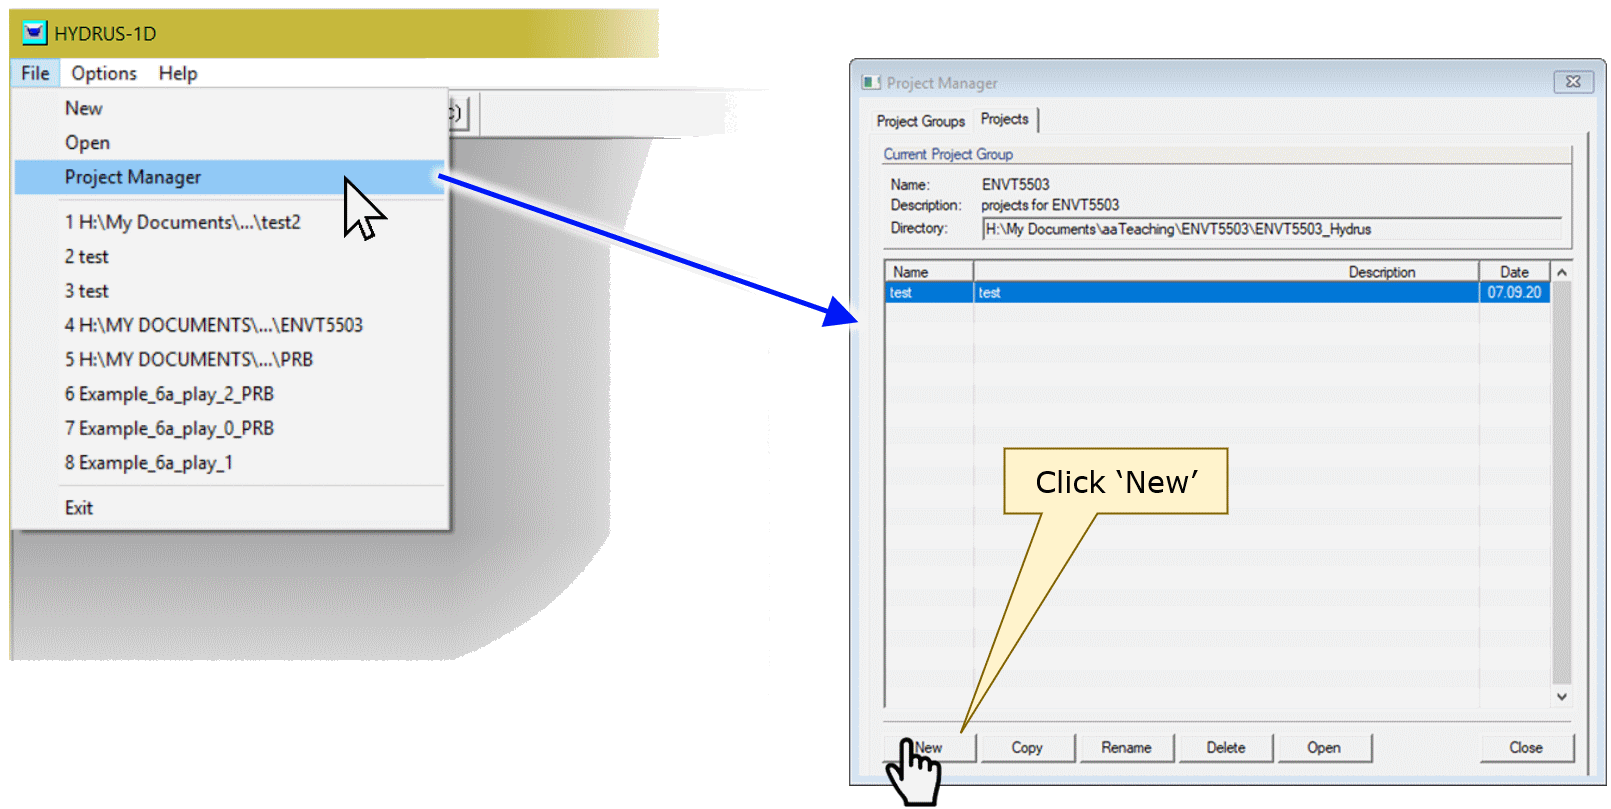 HYDRUS-1D
File Options Help
New
Open
Project Manager
1 H:\My Documents\...\test2
2 test
3 test
4 H:\MY DOCUMENTS\...\ENVT5503
5 H:\MY DOCUMENTS\...\PRB
6 Example_6a_play_2_PRB
7 Example_6a_play_0_PRB
8 Example_6a_play_1
Exit
Project Manager
Project Groups Projects
Current Project Group
Name: ENVT5503
Description: projects for ENVT5503
Directory: H:\My Documents\aaTeaching\ENVT5503\ENVT5503_Hydrus
Name Description Date
test test 07.09.20
Click ‘New’
New Copy Rename Delete Open Close